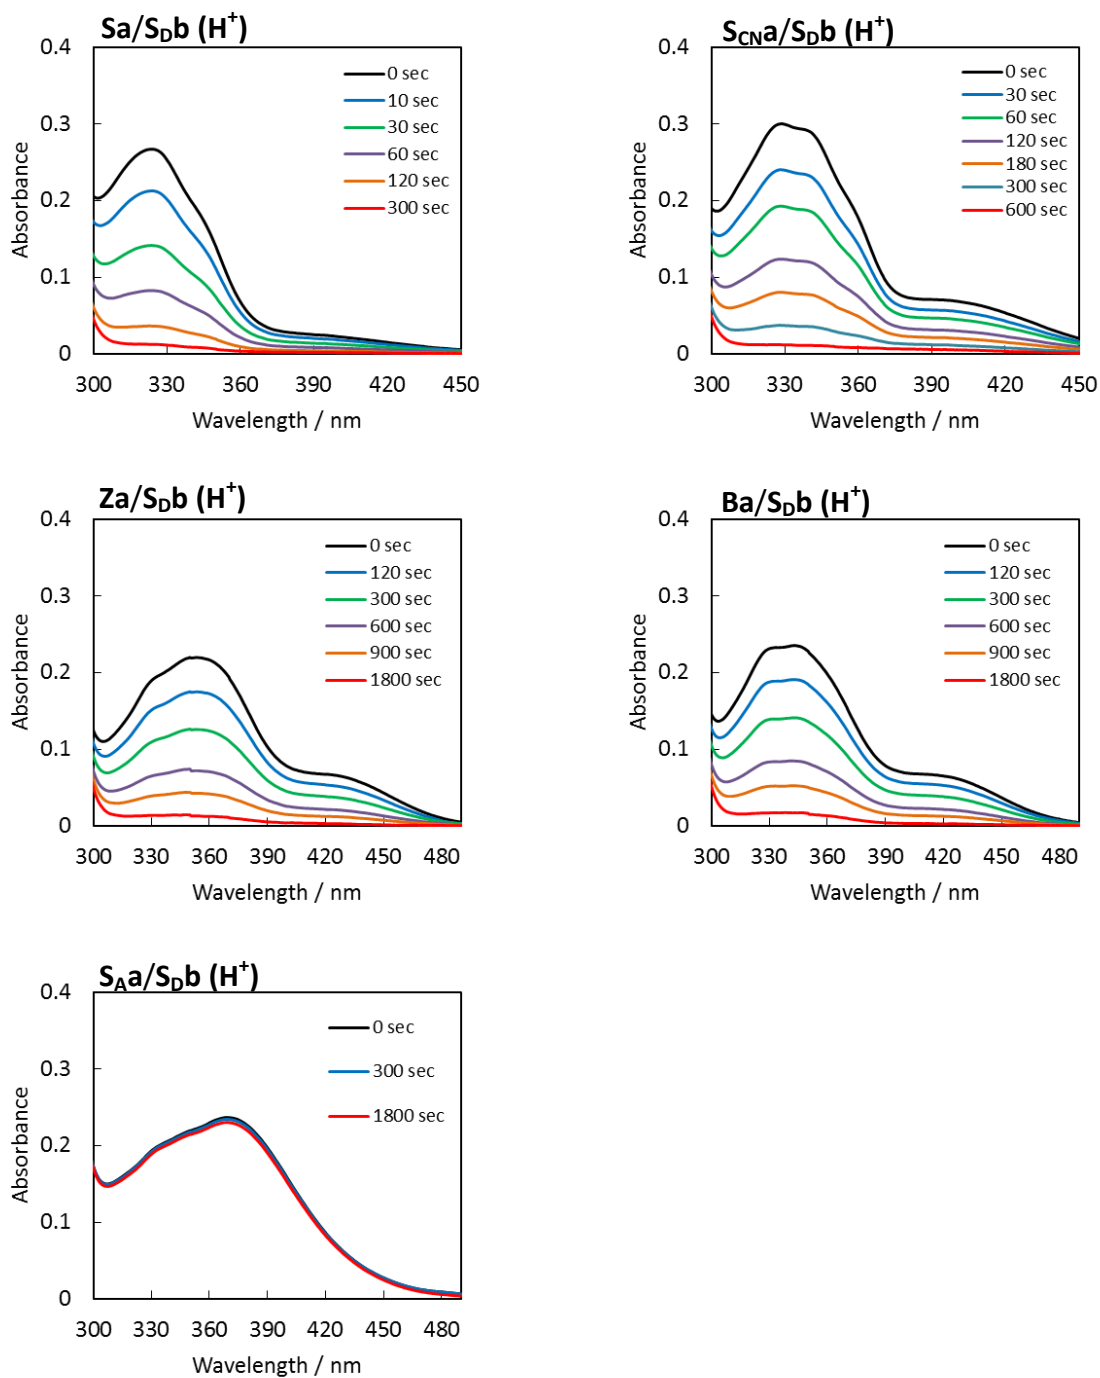 Sa/SDb (H+)
0.4
0.3
0.2
0.1
0
Absorbance
0 sec
10 sec
30 sec
60 sec
120 sec
300 sec
300 330 360 390 420 450
Wavelength / nm
SCNa/SDb (H+)
0.4
0.3
0.2
0.1
0
Absorbance
0 sec
30 sec
60 sec
120 sec
180 sec
300 sec
600 sec
300 330 360 390 420 450
Wavelength / nm
Za/SDb (H+)
0.4
0.3
0.2
0.1
0
Absorbance
0 sec
120 sec
300 sec
600 sec
900 sec
1800 sec
300 330 360 390 420 450 480
Wavelength / nm
Ba/SDb (H+)
0.4
0.3
0.2
0.1
0
Absorbance
0 sec
120 sec
300 sec
600 sec
900 sec
1800 sec
300 330 360 390 420 450 480
Wavelength / nm
SAa/SDb (H+)
0.4
0.3
0.2
0.1
0
Absorbance
0 sec
300 sec
1800 sec
300 330 360 390 420 450 480
Wavelength / nm